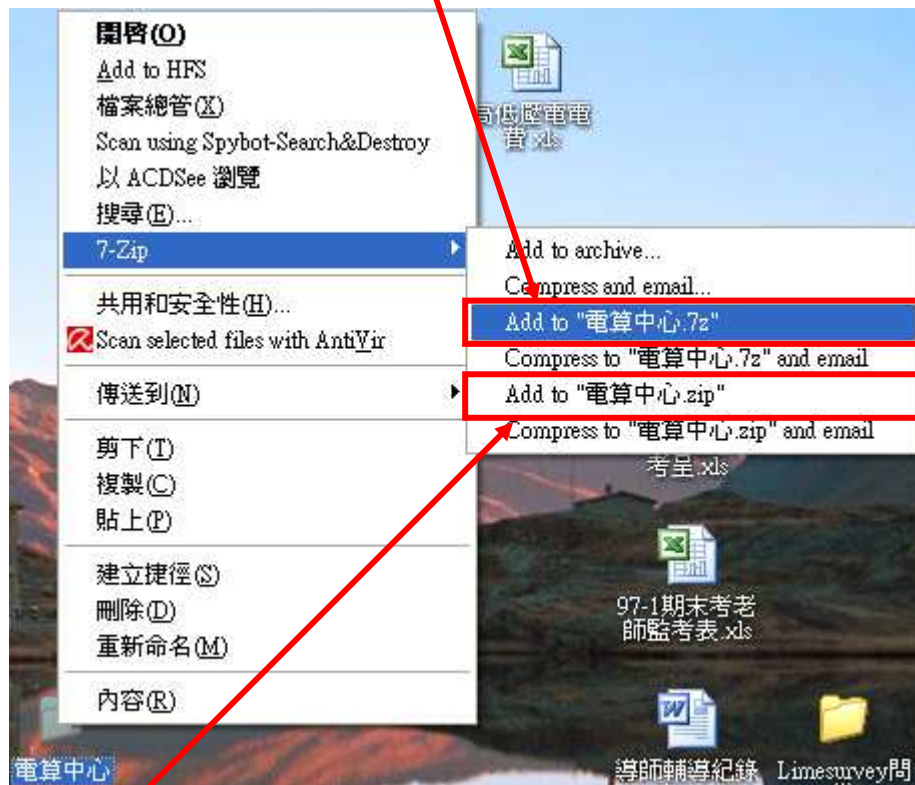 開啓(O)
Add to HFS
檔案總管(X)
Scan using Spybot-Search&Destroy
以 ACDSee 瀏覽
搜尋(E)...
7-Zip
共用和安全性(H)...
Scan selected files with AntiVir
傳送到(N)
剪下(T)
複製(C)
貼上(P)
建立捷徑(S)
刪除(D)
重新命名(M)
內容(R)
Add to archive...
Compress and email...
Add to "電算中心.7z"
Compress to "電算中心.7z" and email
Add to "電算中心.zip"
Compress to "電算中心.zip" and email
高低壓電電
費.xls
考呈.xls
97-1期末考老
師監考表.xls
電算中心
導師輔導紀錄
Limesurvey問